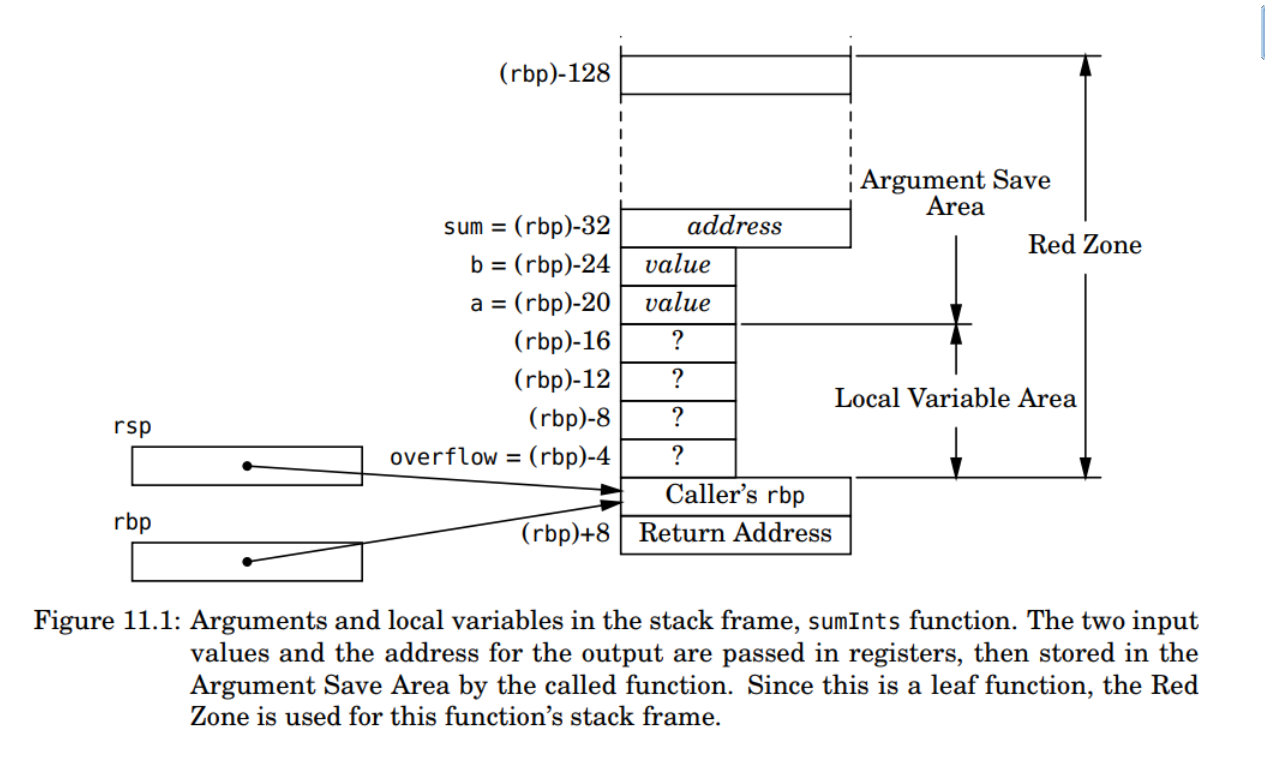 (rbp)-128
Argument Save
Area
sum = (rbp)-32 address
Red Zone
b = (rbp)-24 value
a = (rbp)-20 value
(rbp)-16 ?
(rbp)-12 ?
Local Variable Area
(rbp)-8 ?
rsp
overflow = (rbp)-4 ?
Caller’s rbp
rbp
(rbp)+8 Return Address
Figure 11.1: Arguments and local variables in the stack frame, sumInts function. The two input
values and the address for the output are passed in registers, then stored in the
Argument Save Area by the called function. Since this is a leaf function, the Red
Zone is used for this function’s stack frame.